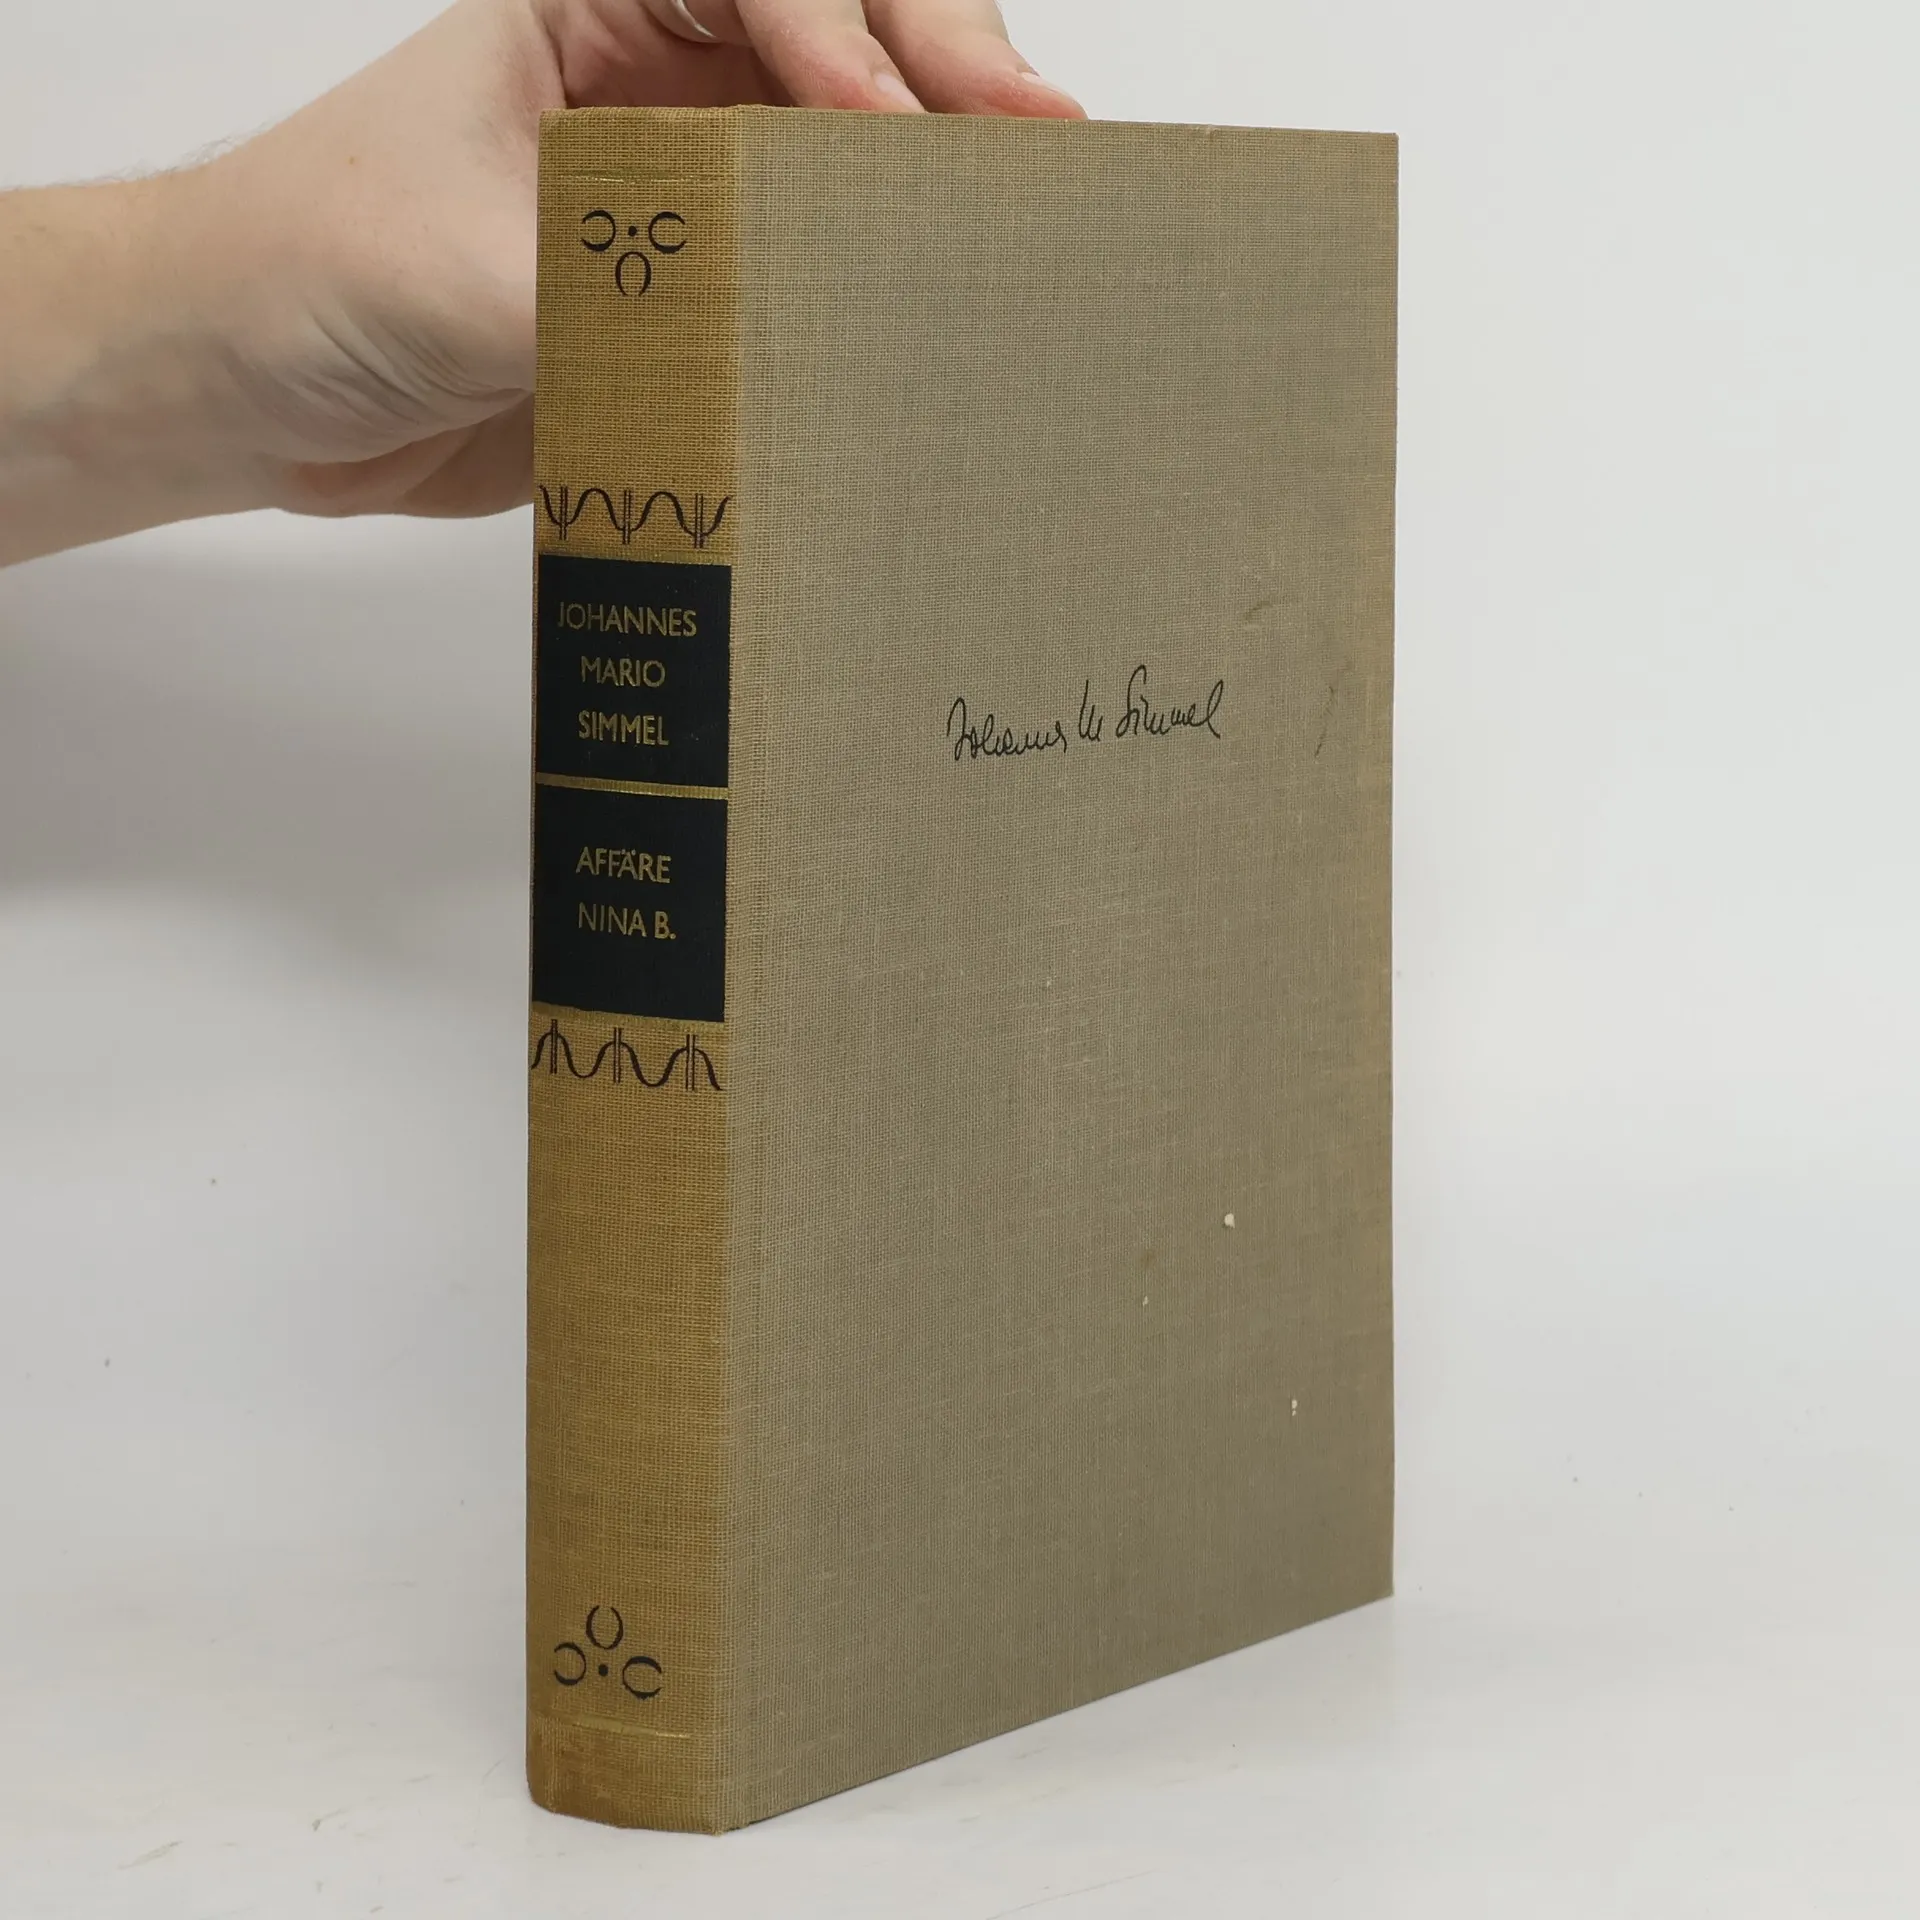 JOHANNES
MARIO
SIMMEL
AFFÄRE
NINA B.
Johannes M Simmel